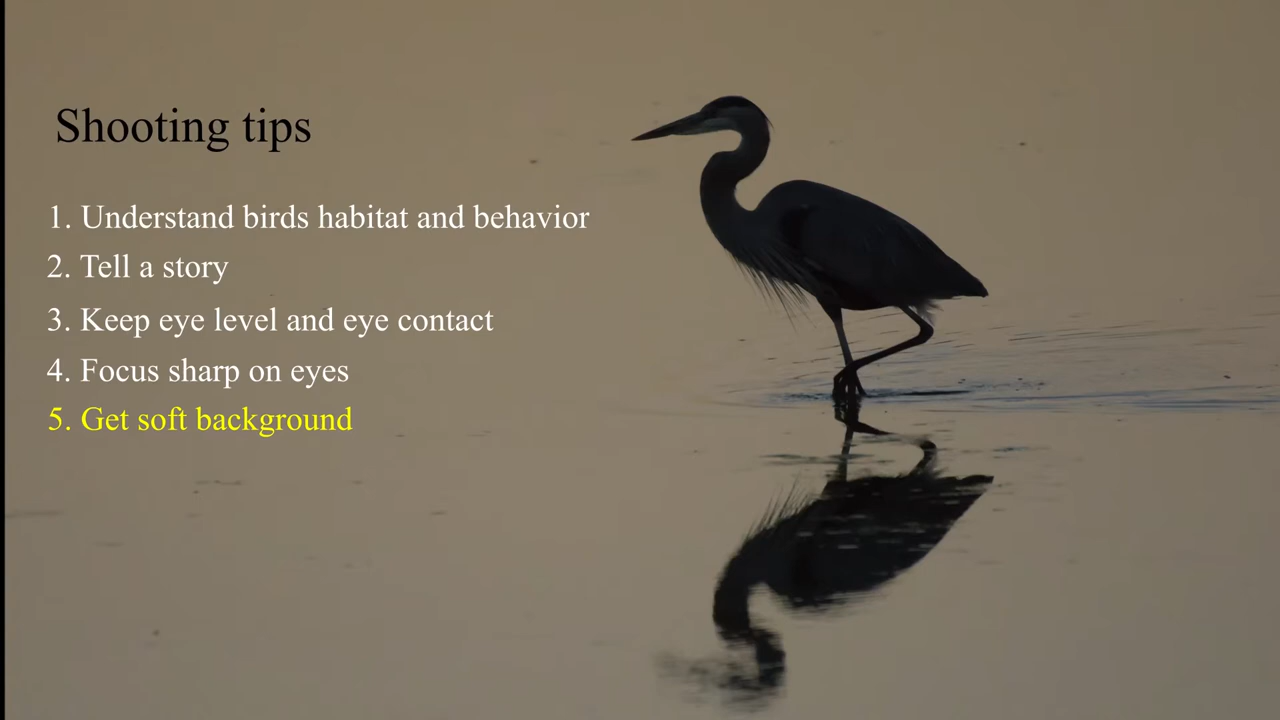 Shooting tips
1. Understand birds habitat and behavior
2. Tell a story
3. Keep eye level and eye contact
4. Focus sharp on eyes
5. Get soft background